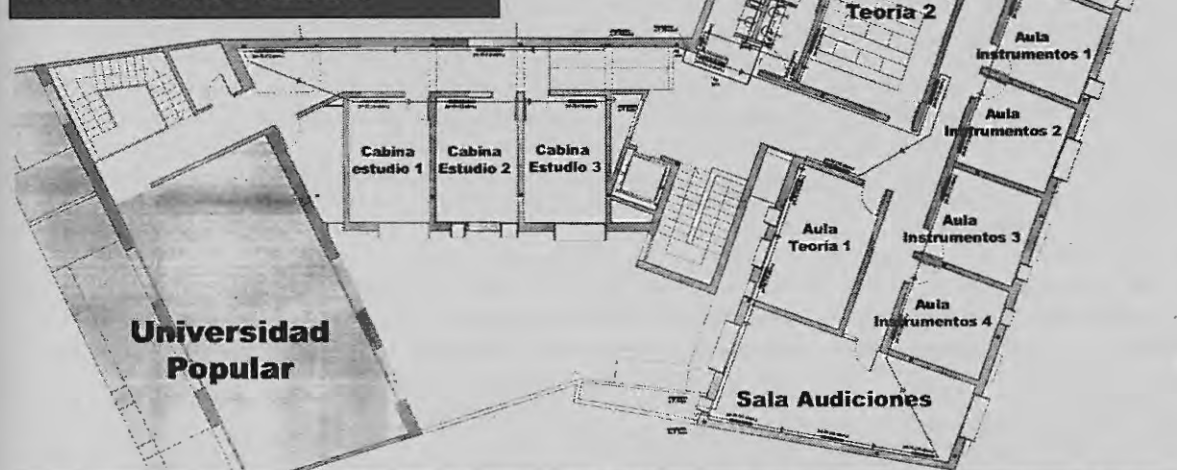 Teoría 2
Aula
instrumentos 1
Aula
Instrumentos 2
Cabina
estudio 1
Cabina
Estudio 2
Cabina
Estudio 3
Aula
Teoría 1
Aula
Instrumentos 3
Aula
Instrumentos 4
Universidad
Popular
Sala Audiciones